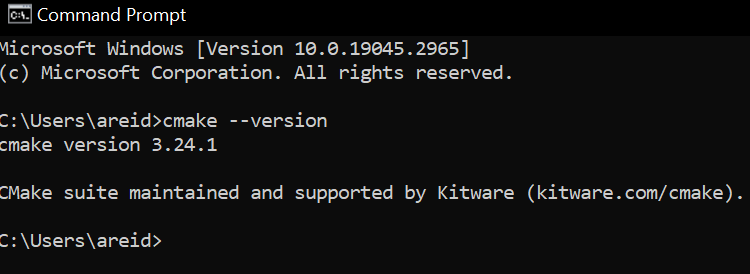 Command Prompt
Microsoft Windows [Version 10.0.19045.2965]
(c) Microsoft Corporation. All rights reserved.
C:\Users\areid>cmake --version
cmake version 3.24.1
CMake suite maintained and supported by Kitware (kitware.com/cmake).
C:\Users\areid>